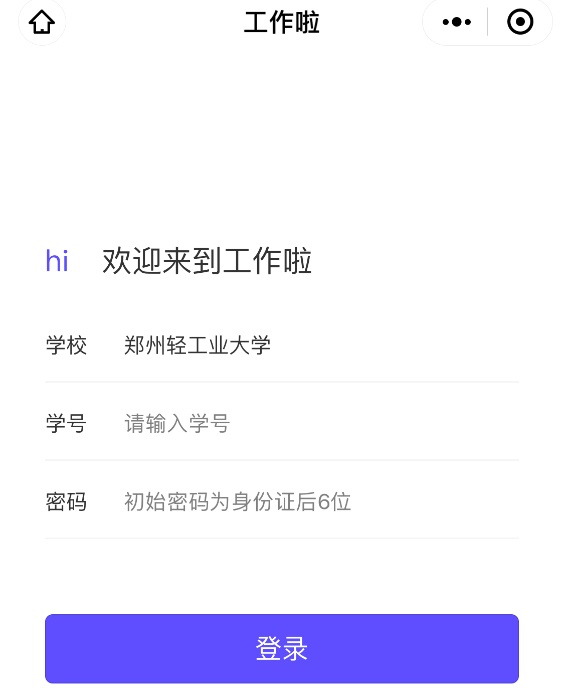 工作啦
hi 欢迎来到工作啦
学校 郑州轻工业大学
学号 请输入学号
密码 初始密码为身份证后6位
登录